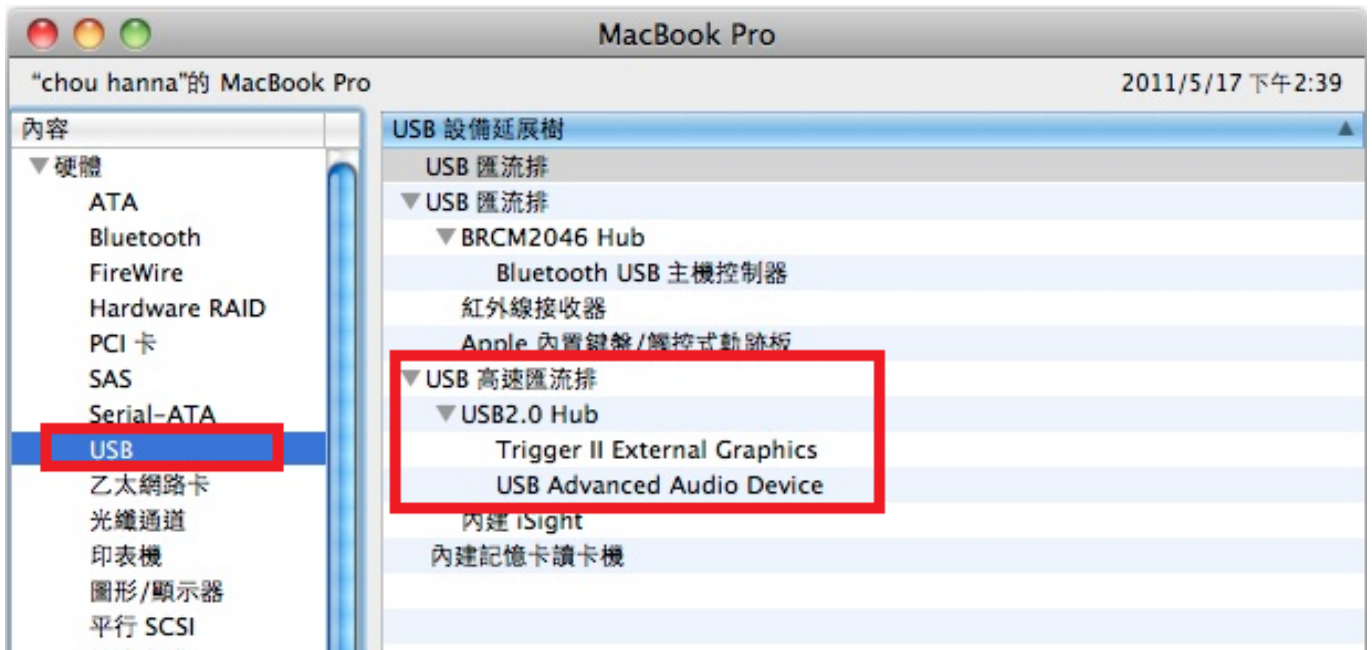 MacBook Pro
“chou hanna”的 MacBook Pro
2011/5/17 下午2:39
內容
硬體
ATA
Bluetooth
FireWire
Hardware RAID
PCI 卡
SAS
Serial-ATA
USB
乙太網路卡
光纖通道
印表機
圖形/顯示器
平行 SCSI
USB 設備延展樹
USB 匯流排
USB 匯流排
BRCM2046 Hub
Bluetooth USB 主機控制器
紅外線接收器
Apple 內置鍵盤/觸控式軌跡板
USB 高速匯流排
USB2.0 Hub
Trigger II External Graphics
USB Advanced Audio Device
內建 iSight
內建記憶卡讀卡機